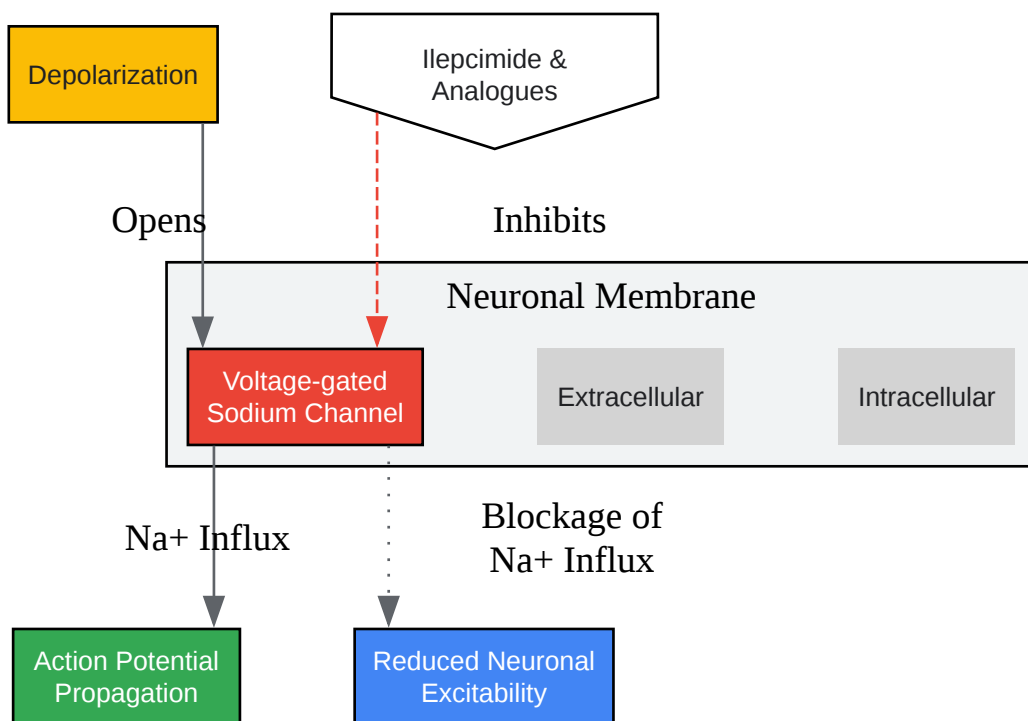 Depolarization
Ilepcimide &
Analogues
Opens
Inhibits
Neuronal Membrane
Voltage-gated
Sodium Channel
Extracellular
Intracellular
Na+ Influx
Blockage of
Na+ Influx
Action Potential
Propagation
Reduced Neuronal
Excitability